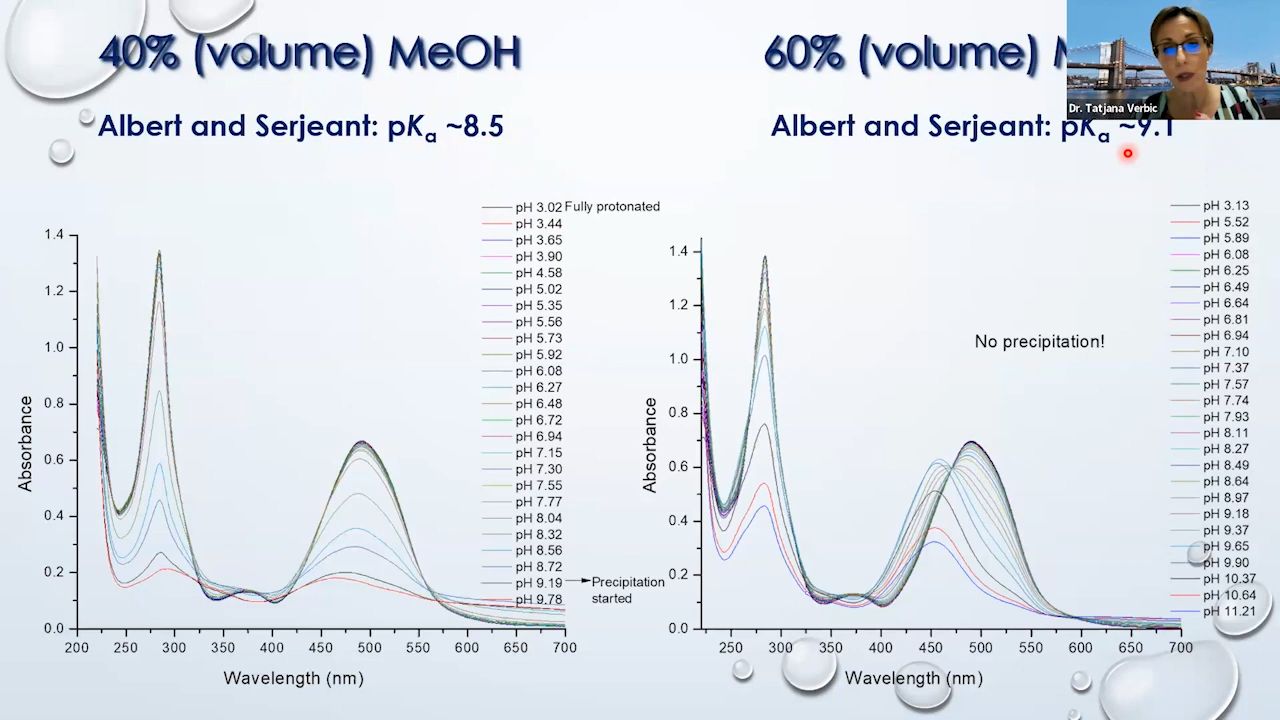 40% (volume) MeOH
Albert and Serjeant: pKa ~8.5
pH 3.02 Fully protonated
pH 3.44
pH 3.65
pH 3.90
pH 4.58
pH 5.02
pH 5.35
pH 5.56
pH 5.73
pH 5.92
pH 6.08
pH 6.27
pH 6.48
pH 6.72
pH 6.94
pH 7.15
pH 7.30
pH 7.55
pH 7.77
pH 8.04
pH 8.32
pH 8.56
pH 8.72
pH 9.19 Precipitation
started
pH 9.78
1.4
1.2
1.0
0.8
0.6
0.4
0.2
0.0
Absorbance
200 250 300 350 400 450 500 550 600 650 700
Wavelength (nm)
60% (volume)
Dr. Tatjana Verbic
Albert and Serjeant: pKa ~9.1
pH 3.13
pH 5.52
pH 5.89
pH 6.08
pH 6.25
pH 6.49
pH 6.64
pH 6.81
pH 6.94
pH 7.10
pH 7.37
pH 7.57
pH 7.74
pH 7.93
pH 8.11
pH 8.27
pH 8.49
pH 8.64
pH 8.97
pH 9.18
pH 9.37
pH 9.65
pH 9.90
pH 10.37
pH 10.64
pH 11.21
No precipitation!
1.4
1.2
1.0
0.8
0.6
0.4
0.2
0.0
Absorbance
250 300 350 400 450 500 550 600 650 700
Wavelength (nm)